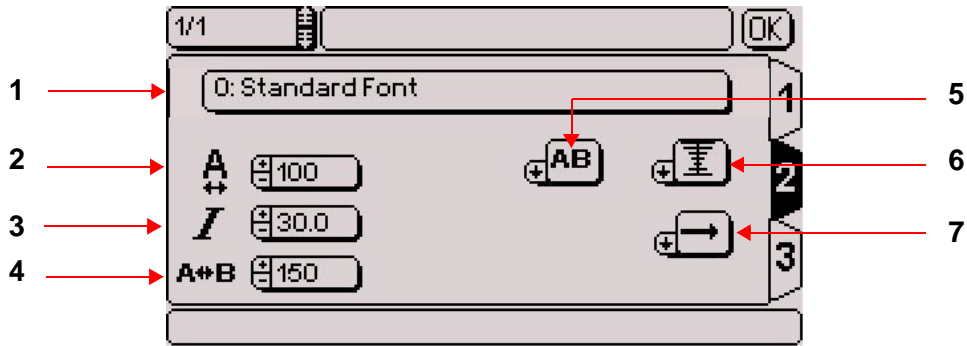 1/1 OK
1 0: Standard Font 1 5
2 A 100 AB 2 6
3 I 30.0 7
4 A↔B 150 3